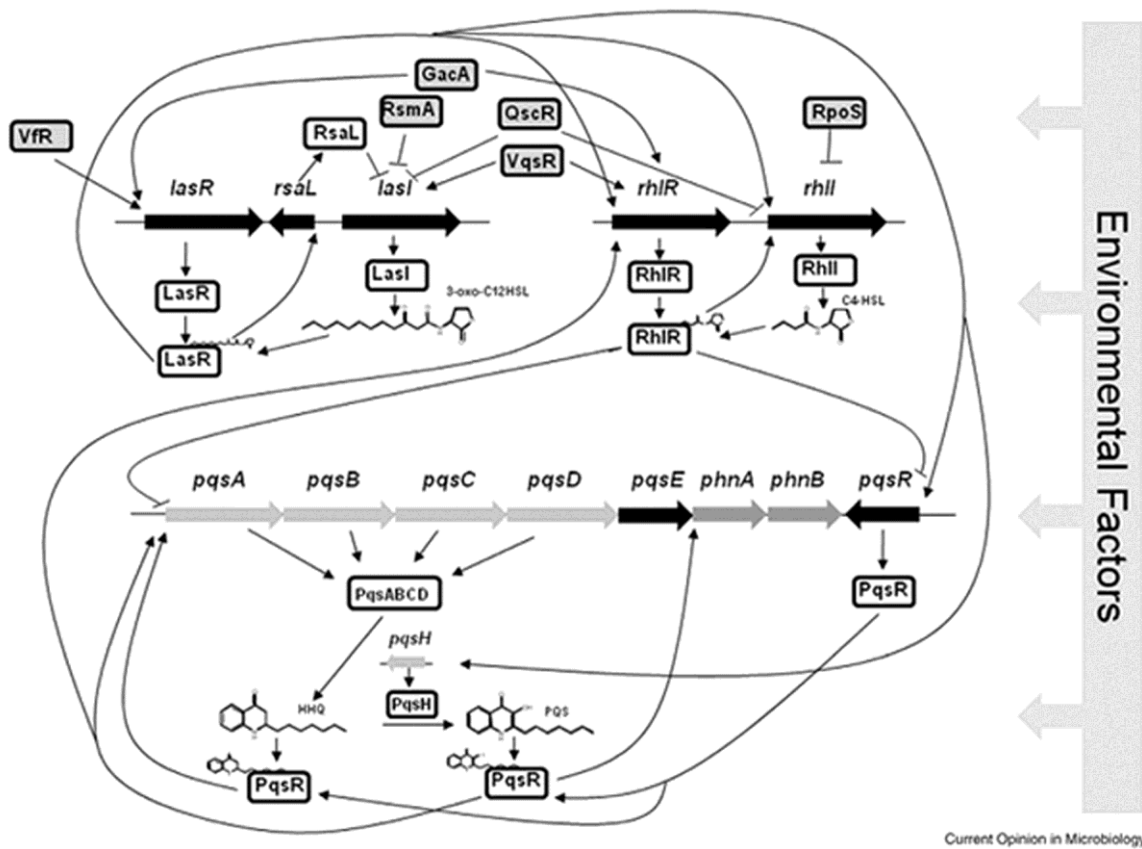 GacA
RsmA
QscR
RpoS
VfR
RsaL
VqsR
lasR
rsaL
lasI
rhlR
rhlI
LasR
LasI
3-oxo-C12HSL
RhlR
RhlI
C4-HSL
LasR
RhlR
pqsA
pqsB
pqsC
pqsD
pqsE
phnA
phnB
pqsR
PqsABCD
PqsR
pqsH
PqsH
HHQ
PQS
PqsR
PqsR
Environmental Factors
Current Opinion in Microbiology